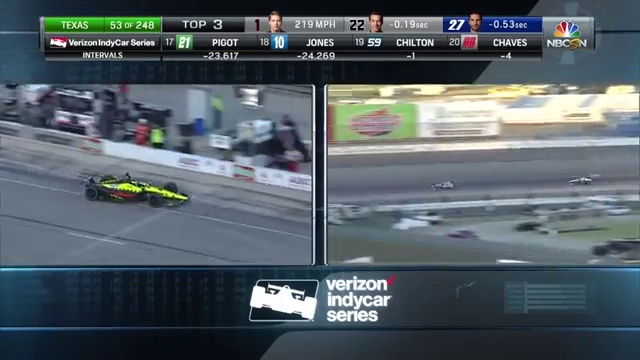 TEXAS 53 OF 248 TOP 3 1 219 MPH 22 -0.19sec 27 -0.53sec
Verizon IndyCar Series 17 21 PIGOT 18 10 JONES 19 59 CHILTON 20 88 CHAVES NBCSN
INTERVALS -23.617 -24.269 -1 -4
verizon
indycar
series